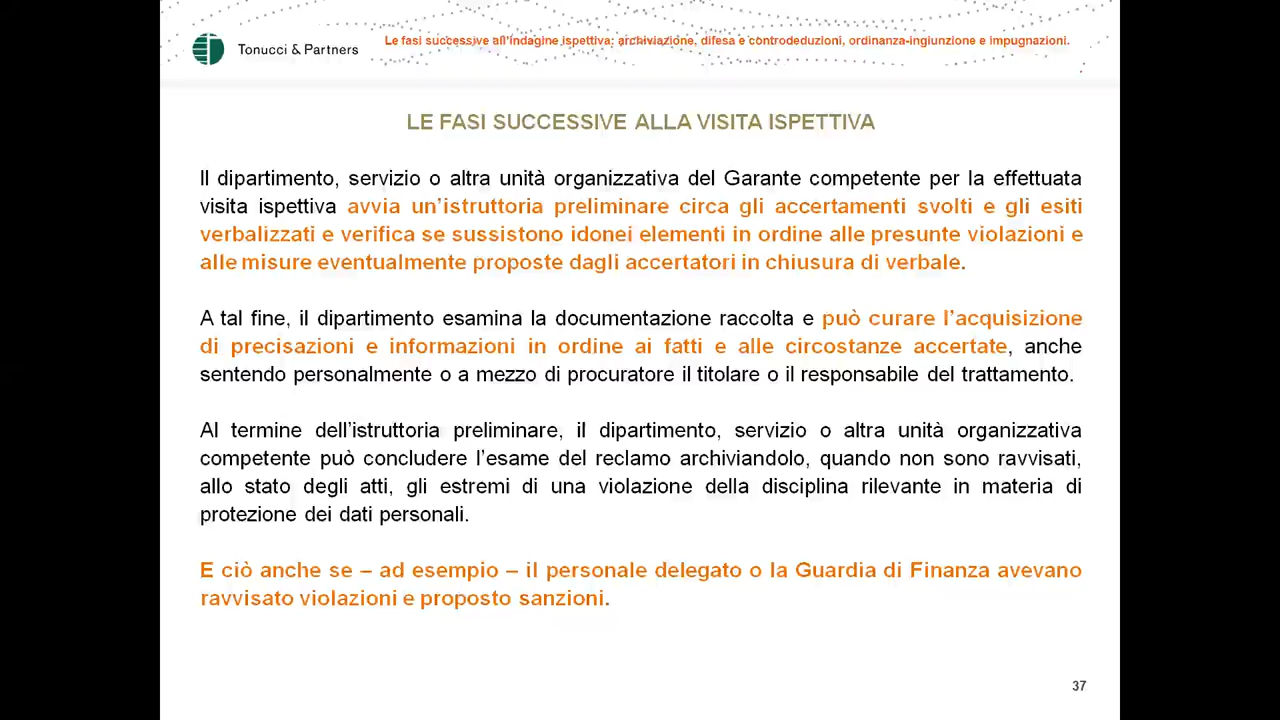 Tonucci & Partners
Le fasi successive all'indagine ispettiva: archiviazione, difesa e controdeduzioni, ordinanza-ingiunzione e impugnazioni.
LE FASI SUCCESSIVE ALLA VISITA ISPETTIVA
Il dipartimento, servizio o altra unità organizzativa del Garante competente per la effettuata
visita ispettiva avvia un'istruttoria preliminare circa gli accertamenti svolti e gli esiti
verbalizzati e verifica se sussistono idonei elementi in ordine alle presunte violazioni e
alle misure eventualmente proposte dagli accertatori in chiusura di verbale.
A tal fine, il dipartimento esamina la documentazione raccolta e può curare l'acquisizione
di precisazioni e informazioni in ordine ai fatti e alle circostanze accertate, anche
sentendo personalmente o a mezzo di procuratore il titolare o il responsabile del trattamento.
Al termine dell'istruttoria preliminare, il dipartimento, servizio o altra unità organizzativa
competente può concludere l'esame del reclamo archiviandolo, quando non sono ravvisati,
allo stato degli atti, gli estremi di una violazione della disciplina rilevante in materia di
protezione dei dati personali.
E ciò anche se – ad esempio – il personale delegato o la Guardia di Finanza avevano
ravvisato violazioni e proposto sanzioni.
37